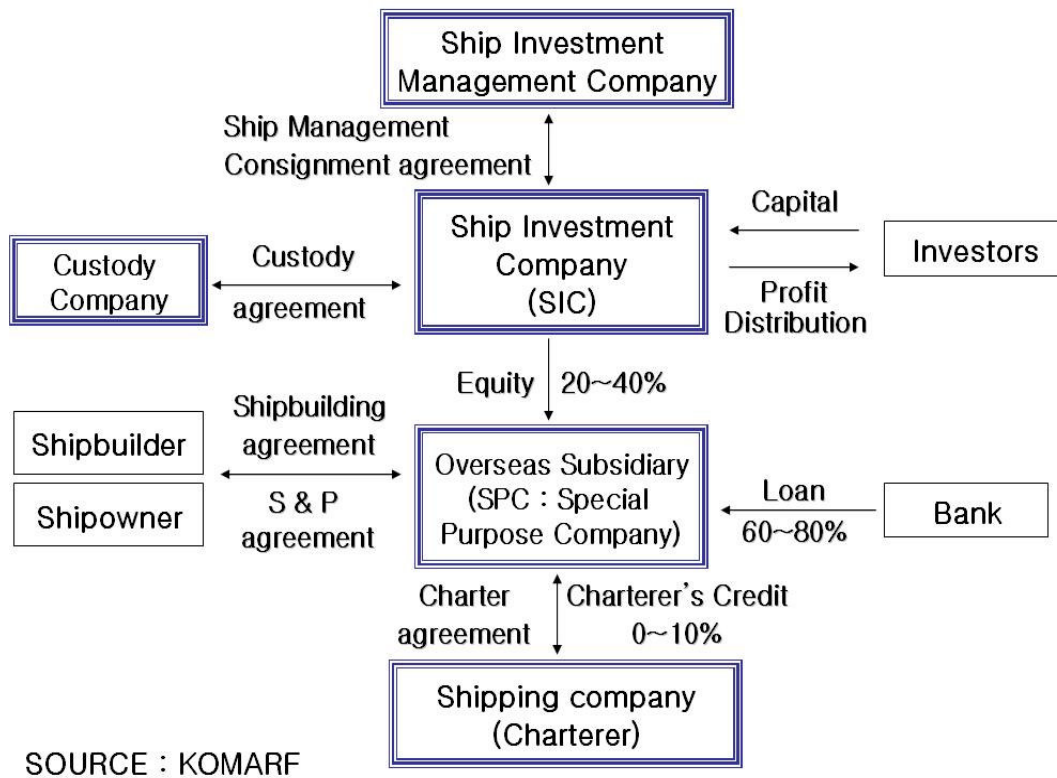 Ship Investment
Management Company
Ship Management
Consignment agreement
Ship Investment
Company
(SIC)
Capital
Investors
Profit
Distribution
Custody
Company
Custody
agreement
Equity 20~40%
Shipbuilder
Shipowner
Shipbuilding
agreement
S & P
agreement
Overseas Subsidiary
(SPC : Special
Purpose Company)
Loan
60~80%
Bank
Charter
agreement
Charterer's Credit
0~10%
Shipping company
(Charterer)
SOURCE : KOMARF